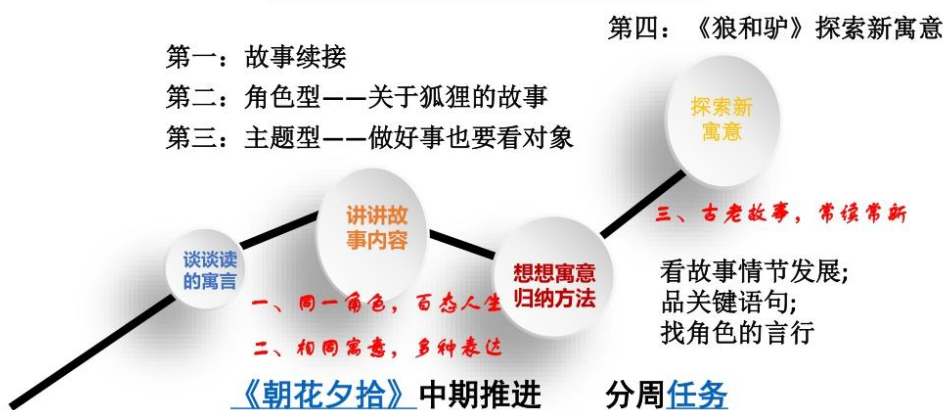 第四：《狼和驴》探索新寓意
第一：故事续接
第二：角色型——关于狐狸的故事
第三：主题型——做好事也要看对象
探索新
寓意
讲讲故
事内容
三、古老故事，常续常新
谈谈读
的寓言
想想寓意
归纳方法
看故事情节发展;
品关键语句;
找角色的言行
一、同一角色，百态人生
二、相同寓意，多种表达
《朝花夕拾》中期推进 分周任务